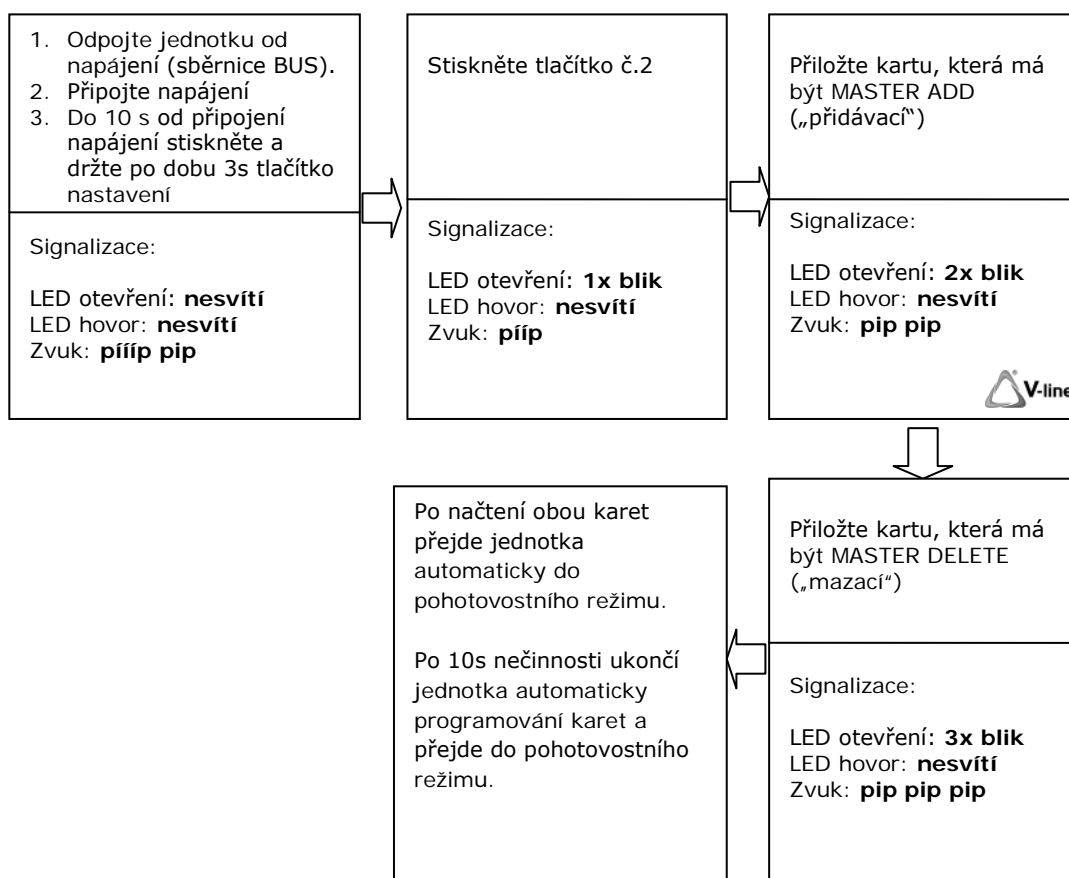 1. Odpojte jednotku od
napájení (sběrnice BUS).
2. Připojte napájení
3. Do 10 s od připojení
napájení stiskněte a
držte po dobu 3s tlačítko
nastavení
Signalizace:
LED otevření: nesvítí
LED hovor: nesvítí
Zvuk: píííp pip
Stiskněte tlačítko č.2
Signalizace:
LED otevření: 1x blik
LED hovor: nesvítí
Zvuk: pííp
Přiložte kartu, která má
být MASTER ADD
(„přidávací“)
Signalizace:
LED otevření: 2x blik
LED hovor: nesvítí
Zvuk: pip pip
V-line
Přiložte kartu, která má
být MASTER DELETE
(„mazací“)
Signalizace:
LED otevření: 3x blik
LED hovor: nesvítí
Zvuk: pip pip pip
Po načtení obou karet
přejde jednotka
automaticky do
pohotovostního režimu.
Po 10s nečinnosti ukončí
jednotka automaticky
programování karet a
přejde do pohotovostního
režimu.